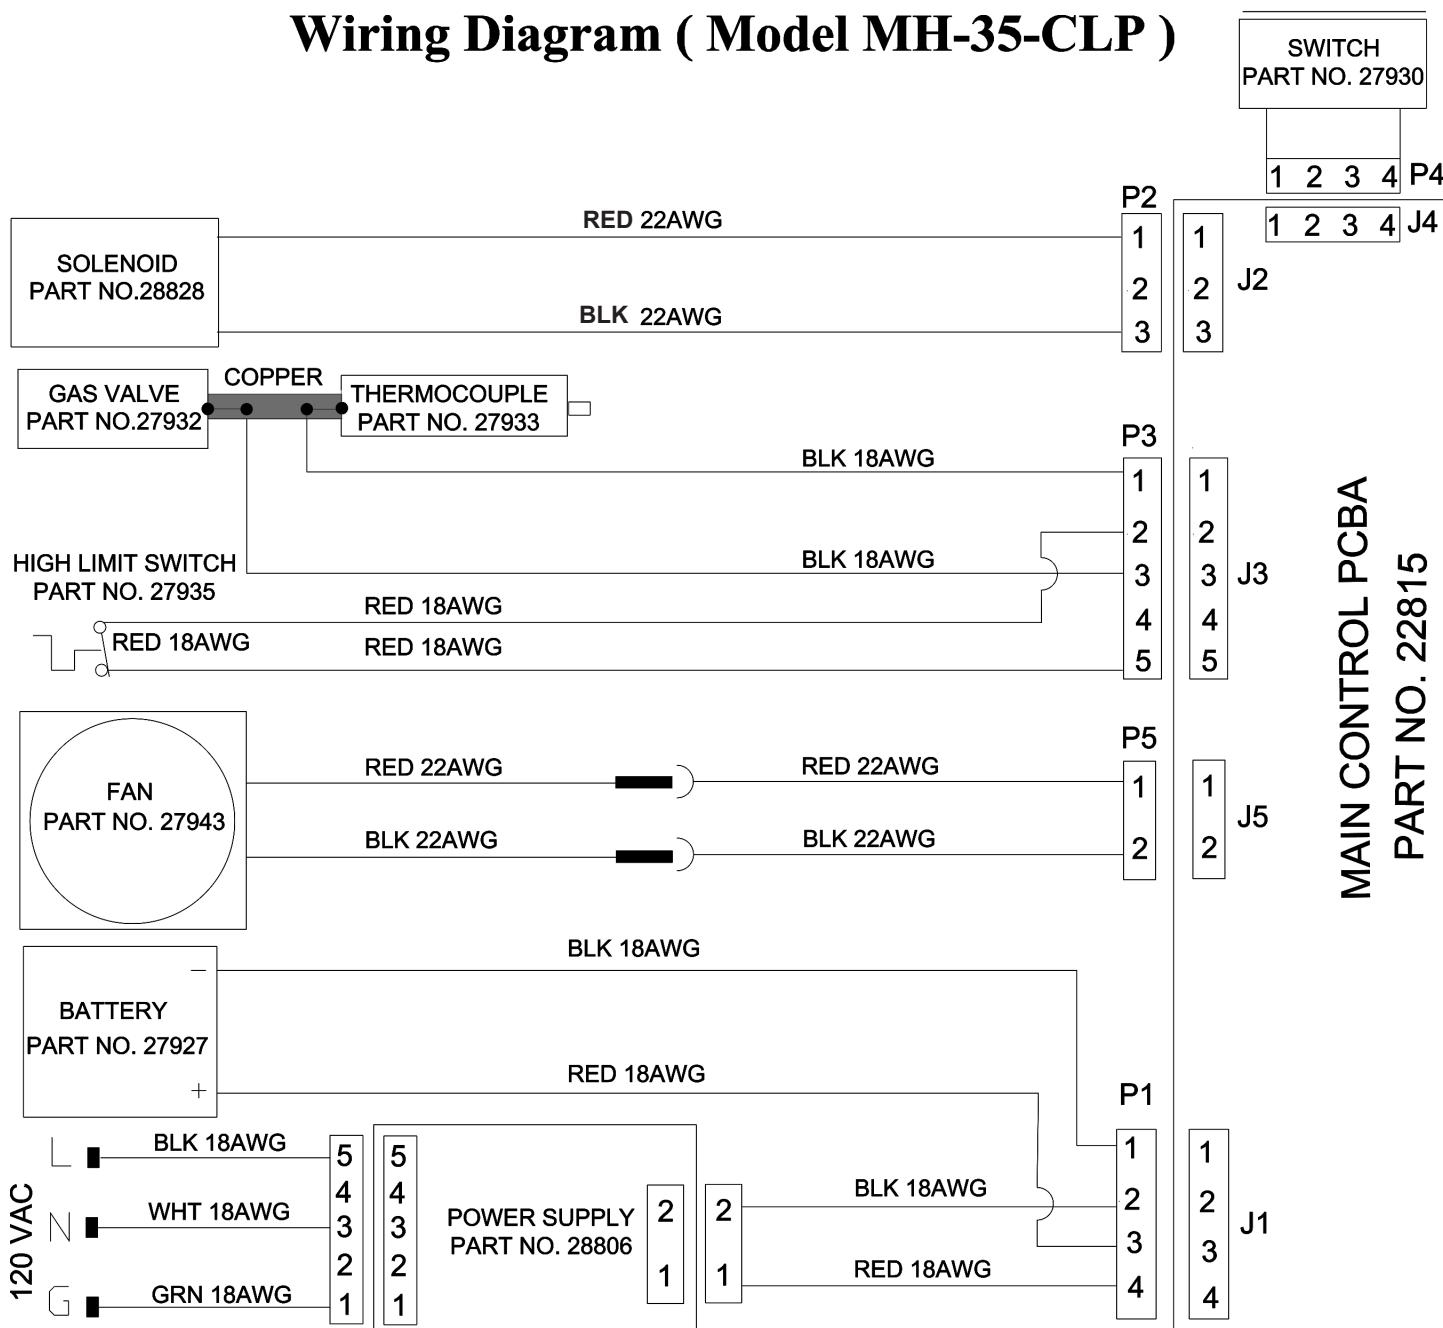 Wiring Diagram ( Model MH-35-CLP )
SWITCH
PART NO. 27930
1 2 3 4 P4
1 2 3 4 J4
P2
1
2
3
1
2
3
J2
RED 22AWG
SOLENOID
PART NO.28828
BLK 22AWG
GAS VALVE
PART NO.27932
COPPER
THERMOCOUPLE
PART NO. 27933
P3
1
2
3
4
5
1
2
3
4
5
J3
BLK 18AWG
BLK 18AWG
HIGH LIMIT SWITCH
PART NO. 27935
RED 18AWG
RED 18AWG
RED 18AWG
MAIN CONTROL PCBA
PART NO. 22815
FAN
PART NO. 27943
RED 22AWG
RED 22AWG
BLK 22AWG
BLK 22AWG
P5
1
2
1
2
J5
BATTERY
PART NO. 27927
−
+
BLK 18AWG
RED 18AWG
P1
1
2
3
4
1
2
3
4
J1
120 VAC
L
N
G
BLK 18AWG
WHT 18AWG
GRN 18AWG
5
4
3
2
1
5
4
3
2
1
POWER SUPPLY
PART NO. 28806
2
1
2
1
BLK 18AWG
RED 18AWG